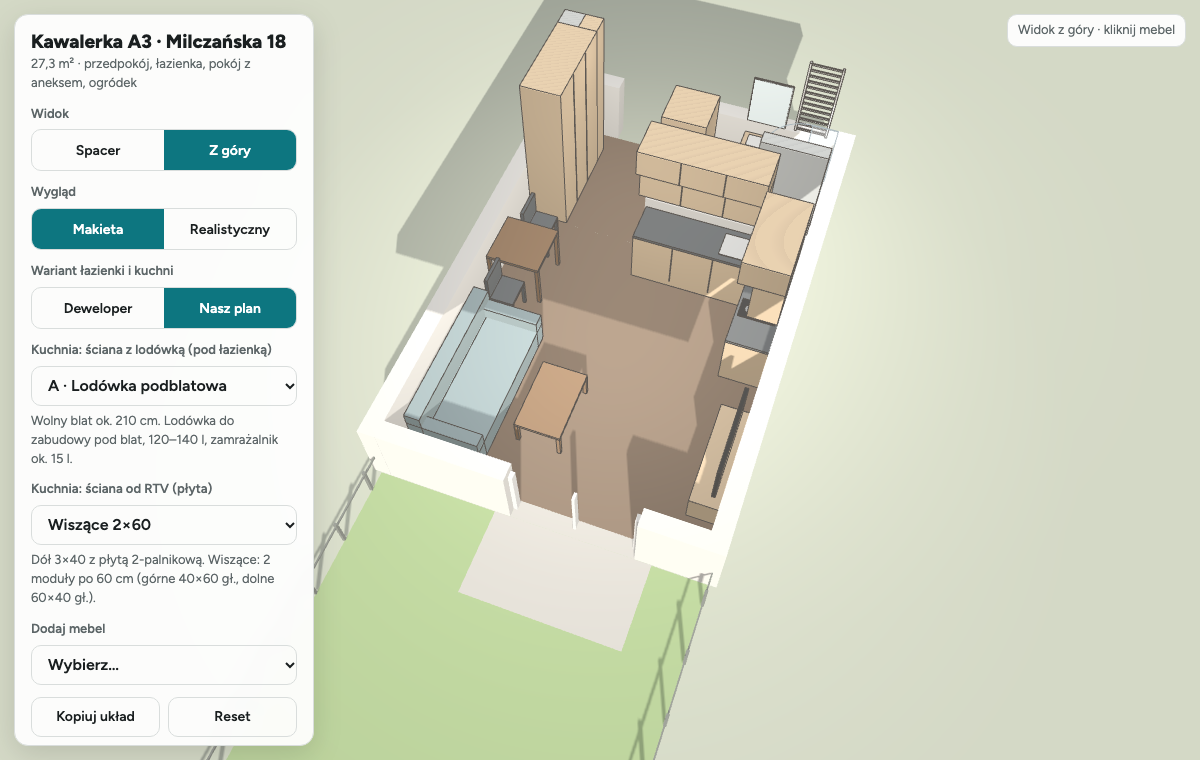 Kawalerka A3 · Milczańska 18
27,3 m² · przedpokój, łazienka, pokój z
aneksem, ogródek
Widok
Spacer
Z góry
Wygląd
Makieta
Realistyczny
Wariant łazienki i kuchni
Deweloper
Nasz plan
Kuchnia: ściana z lodówką (pod łazienką)
A · Lodówka podblatowa
Wolny blat ok. 210 cm. Lodówka do
zabudowy pod blat, 120–140 l, zamrażalnik
ok. 15 l.
Kuchnia: ściana od RTV (płyta)
Wiszące 2×60
Dół 3×40 z płytą 2-palnikową. Wiszące: 2
moduły po 60 cm (górne 40×60 gł., dolne
60×40 gł.).
Dodaj mebel
Wybierz...
Kopiuj układ
Reset
Widok z góry · kliknij mebel